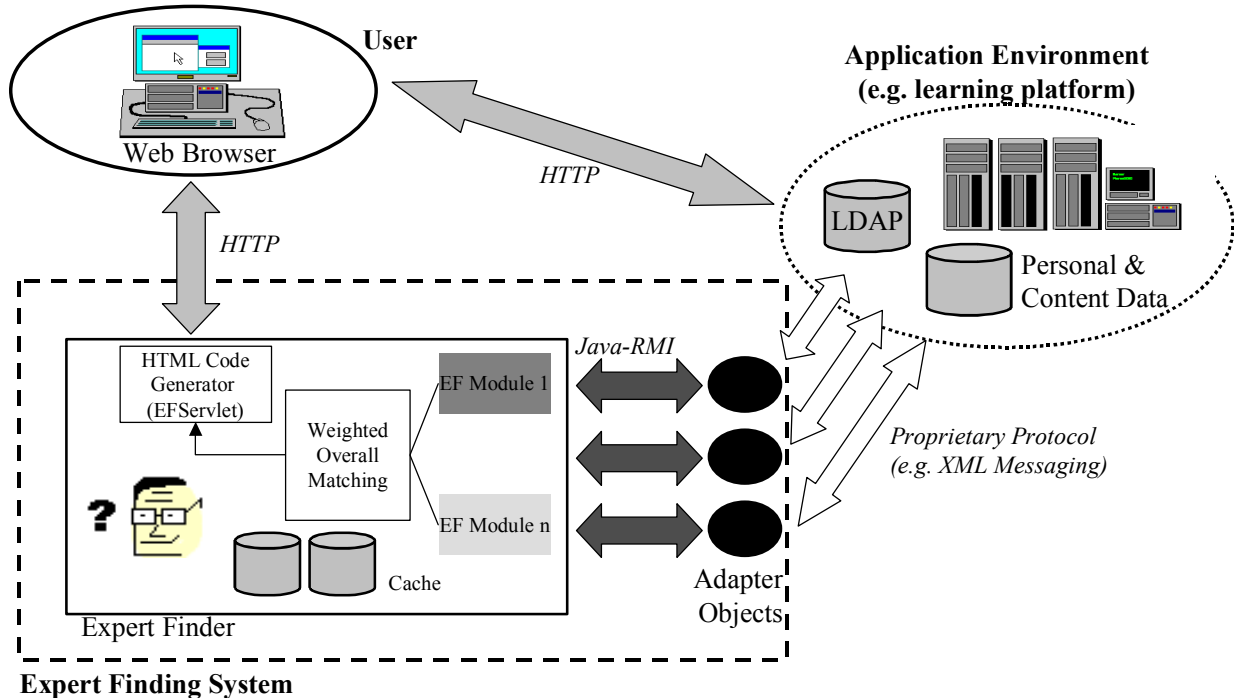 User
Web Browser
Application Environment
(e.g. learning platform)
HTTP
HTTP
LDAP
Personal &
Content Data
HTML Code
Generator
(EFServlet)
Weighted
Overall
Matching
EF Module 1
EF Module n
Java-RMI
Proprietary Protocol
(e.g. XML Messaging)
?
Cache
Adapter
Objects
Expert Finder
Expert Finding System